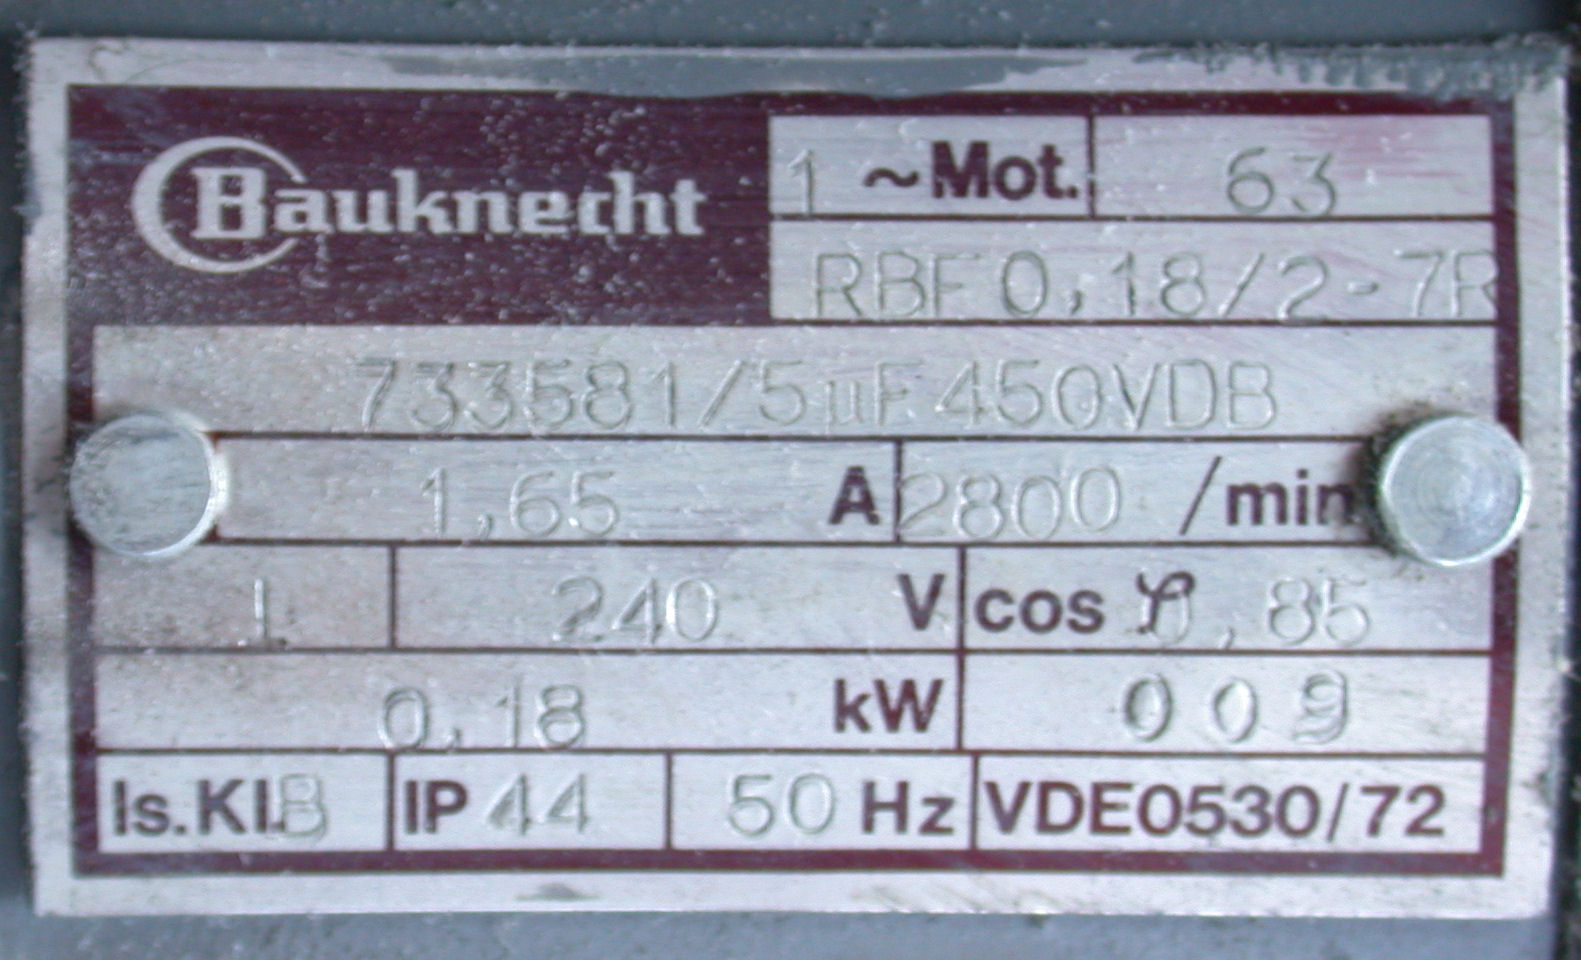 Bauknecht
1 ~ Mot. 63
RBF 0,18/2-7R
733581/5µF 450VDB
1,65 A 2800 /min
1 240 V cos φ 0,85
0,18 kW 009
Is.Kl.B IP 44 50 Hz VDE0530/72